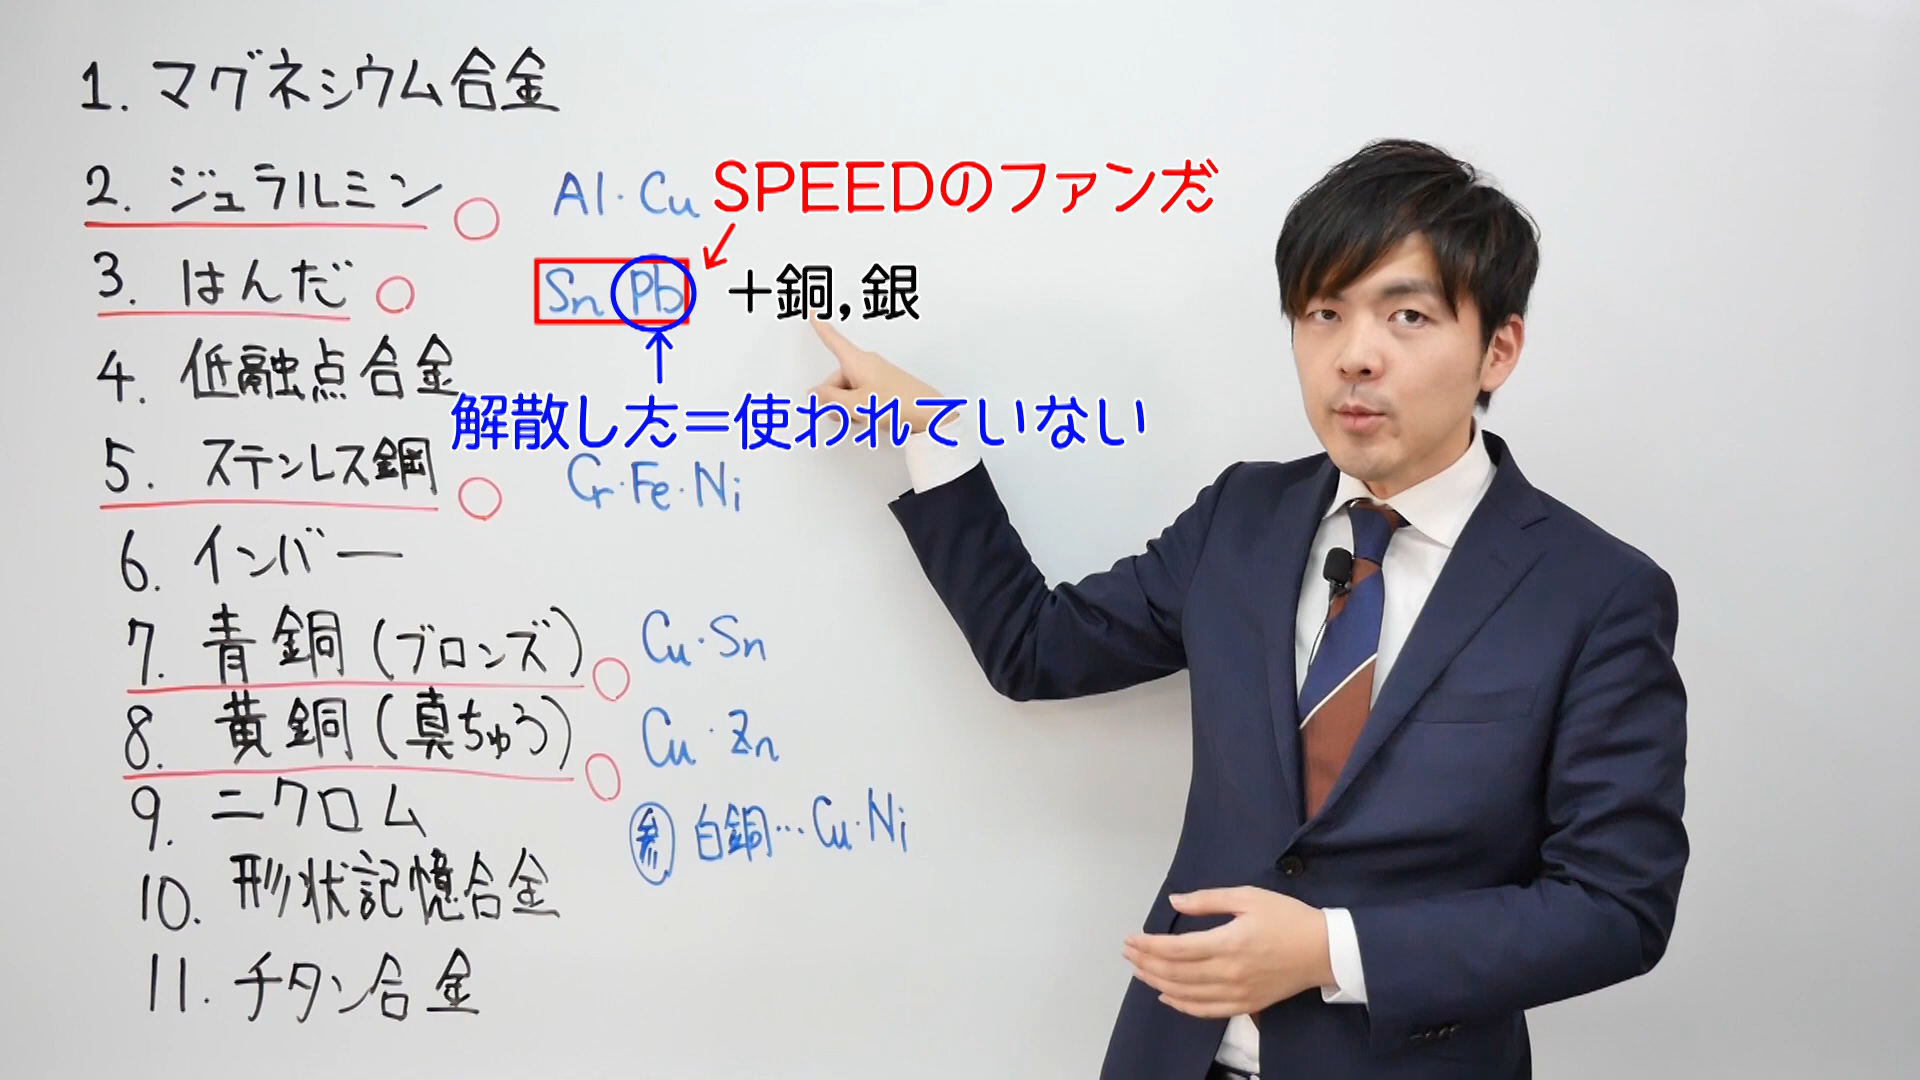 1. マグネシウム合金
2. ジュラルミン ○ Al・Cu SPEEDのファンだ
3. はんだ ○ Sn Pb +銅,銀
4. 低融点合金
解散した=使われていない
5. ステンレス鋼 ○ Cr・Fe・Ni
6. インバー
7. 青銅(ブロンズ) ○ Cu・Sn
8. 黄銅(真ちゅう) ○ Cu・Zn
9. ニクロム
参 白銅…Cu・Ni
10. 形状記憶合金
11. チタン合金